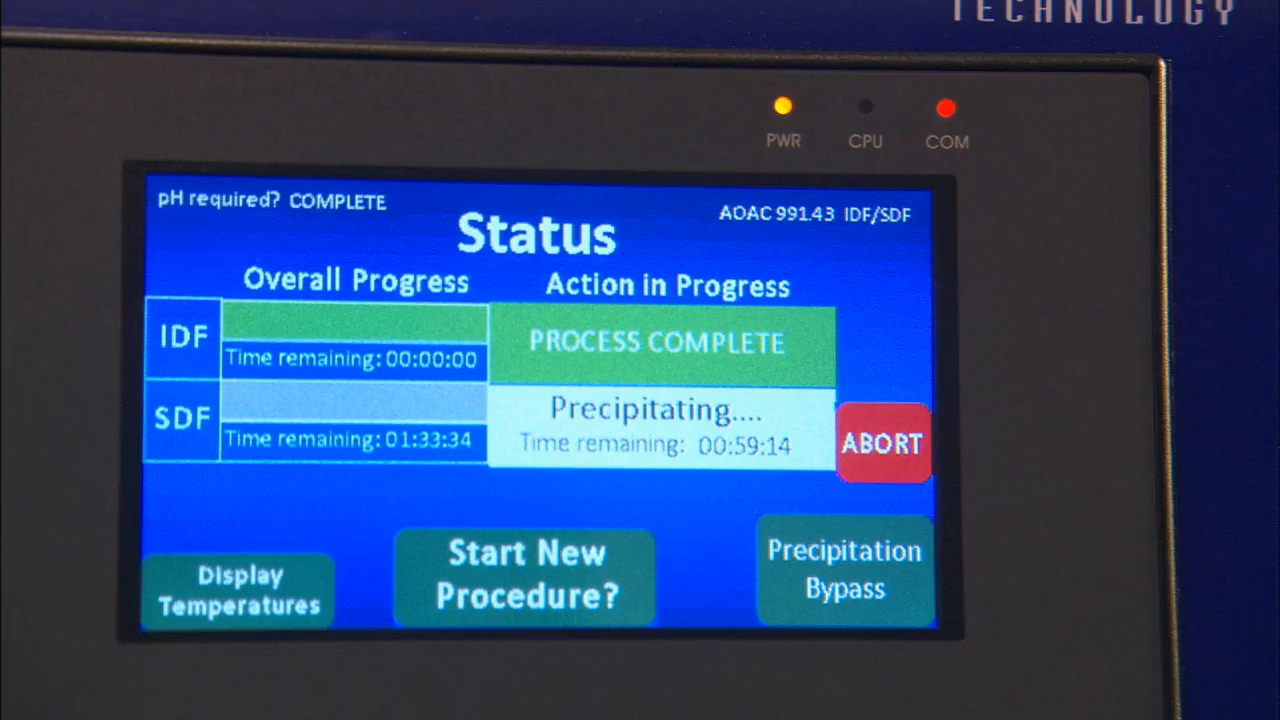 TECHNOLOGY
PWR CPU COM
pH required? COMPLETE
AOAC 991.43 IDF/SDF
Status
Overall Progress
Action in Progress
IDF
Time remaining: 00:00:00
PROCESS COMPLETE
SDF
Time remaining: 01:33:34
Precipitating....
Time remaining: 00:59:14
ABORT
Display
Temperatures
Start New
Procedure?
Precipitation
Bypass